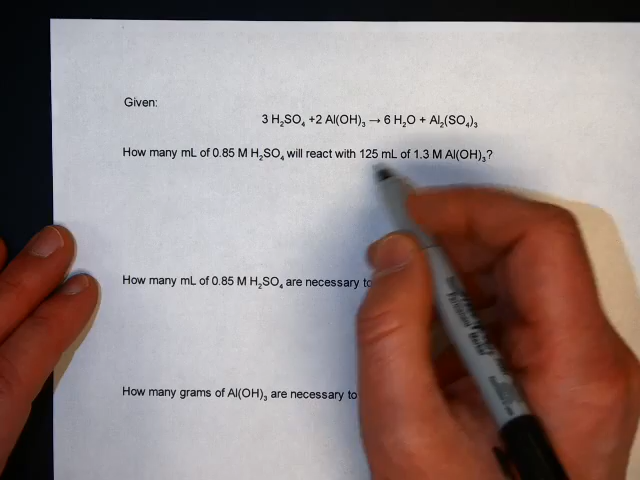 Given:
3 H₂SO₄ +2 Al(OH)₃ → 6 H₂O + Al₂(SO₄)₃
How many mL of 0.85 M H₂SO₄ will react with 125 mL of 1.3 M Al(OH)₃?
How many mL of 0.85 M H₂SO₄ are necessary to
How many grams of Al(OH)₃ are necessary to